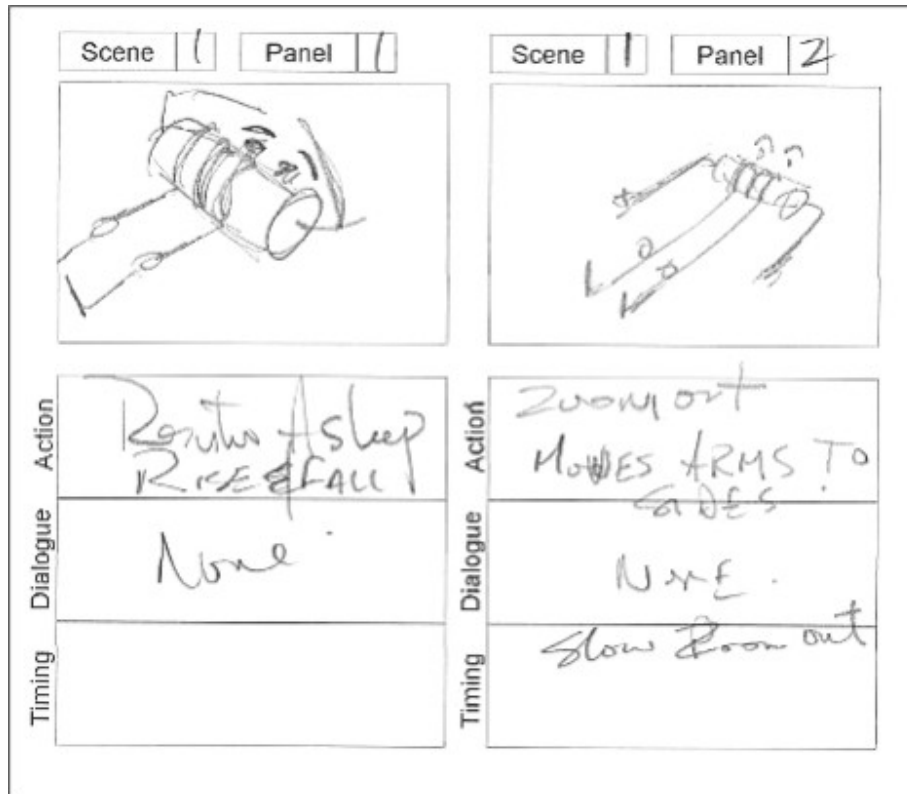 Scene 1 Panel 1
Scene 1 Panel 2
Action
Asleep
RISE & FALL
Dialogue
None
Timing
Action
Zoom out
MOVES ARMS TO
SIDES
Dialogue
NONE.
Timing
Slow Zoom out